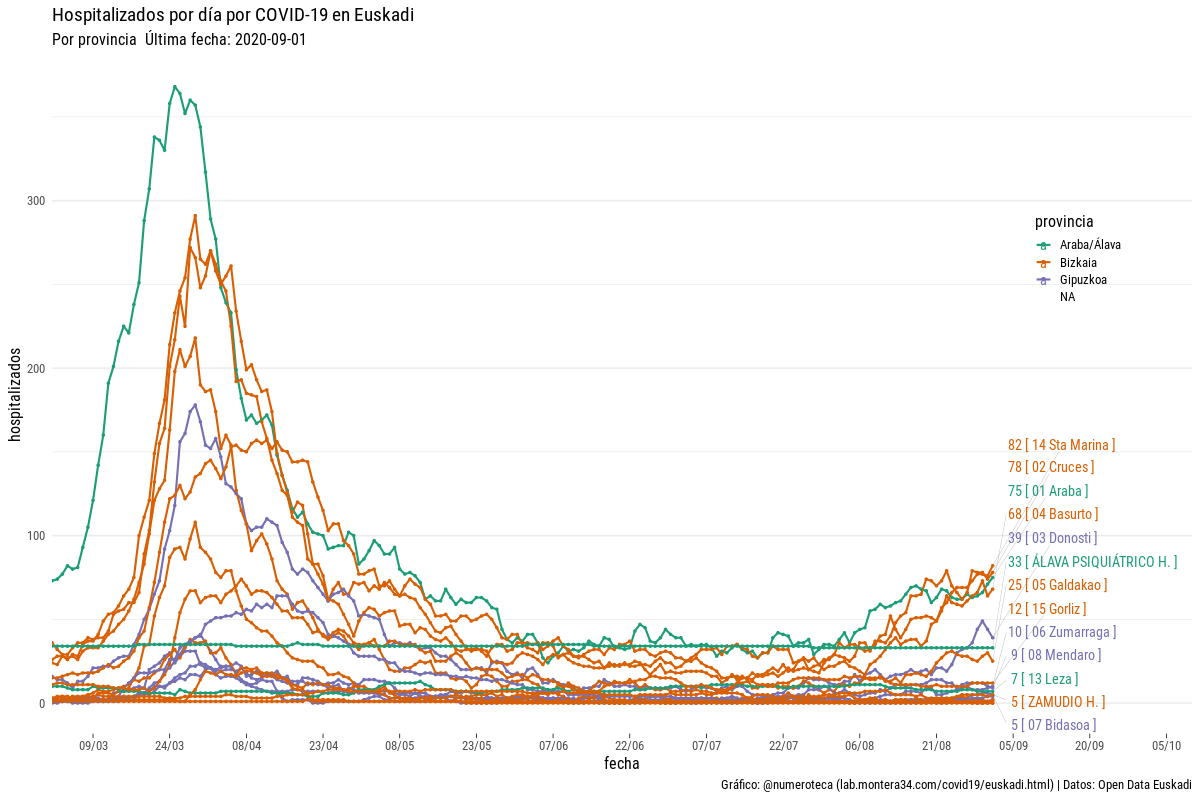 Hospitalizados por día por COVID-19 en Euskadi
Por provincia  Última fecha: 2020-09-01
hospitalizados
300
200
100
0
provincia
Araba/Álava
Bizkaia
Gipuzkoa
NA
82 [ 14 Sta Marina ]
78 [ 02 Cruces ]
75 [ 01 Araba ]
68 [ 04 Basurto ]
39 [ 03 Donosti ]
33 [ ÁLAVA PSIQUIÁTRICO H. ]
25 [ 05 Galdakao ]
12 [ 15 Gorliz ]
10 [ 06 Zumarraga ]
9 [ 08 Mendaro ]
7 [ 13 Leza ]
5 [ ZAMUDIO H. ]
5 [ 07 Bidasoa ]
09/03 24/03 08/04 23/04 08/05 23/05 07/06 22/06 07/07 22/07 06/08 21/08 05/09 20/09 05/10
fecha
Gráfico: @numeroteca (lab.montera34.com/covid19/euskadi.html) | Datos: Open Data Euskadi